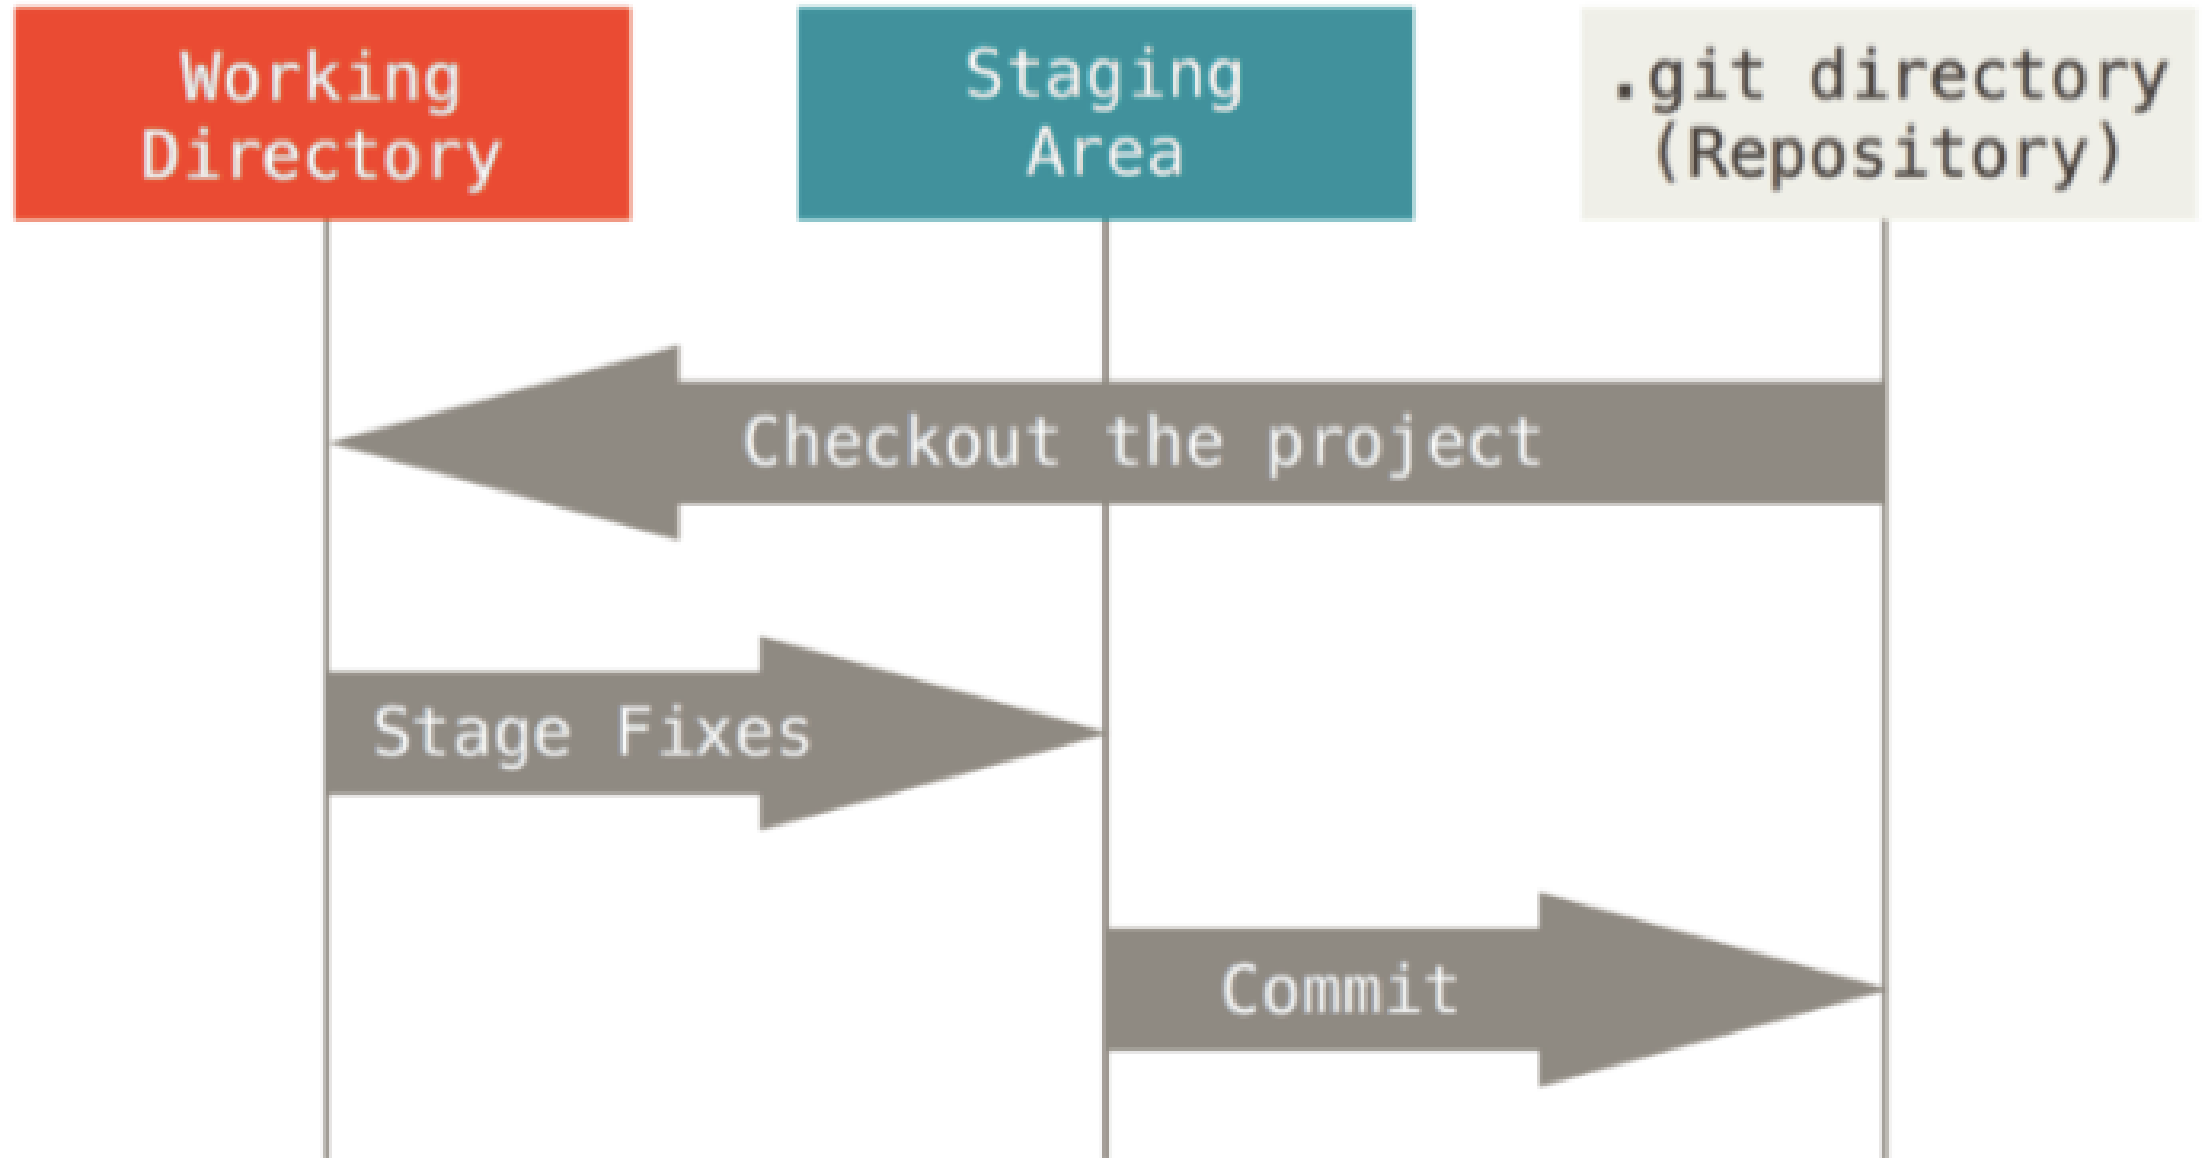 Working
Directory
Staging
Area
.git directory
(Repository)
Checkout the project
Stage Fixes
Commit